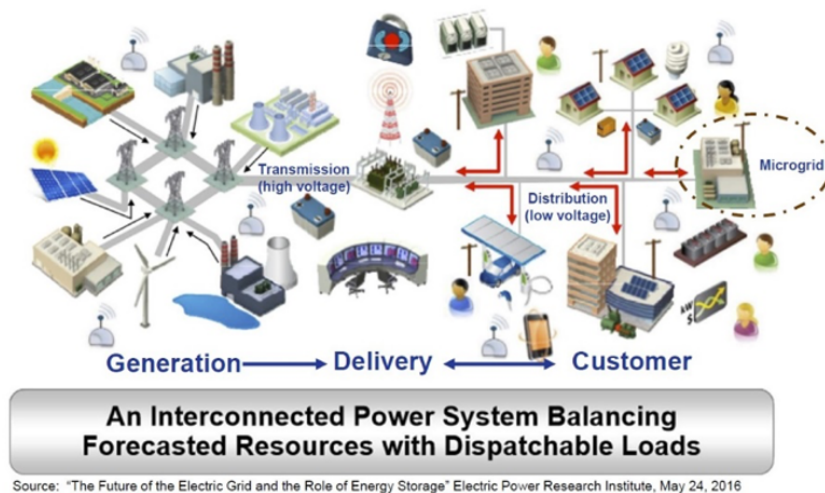 Transmission
(high voltage)
Distribution
(low voltage)
Microgrid
kW
$
Generation
Delivery
Customer
An Interconnected Power System Balancing
Forecasted Resources with Dispatchable Loads
Source: "The Future of the Electric Grid and the Role of Energy Storage" Electric Power Research Institute, May 24, 2016